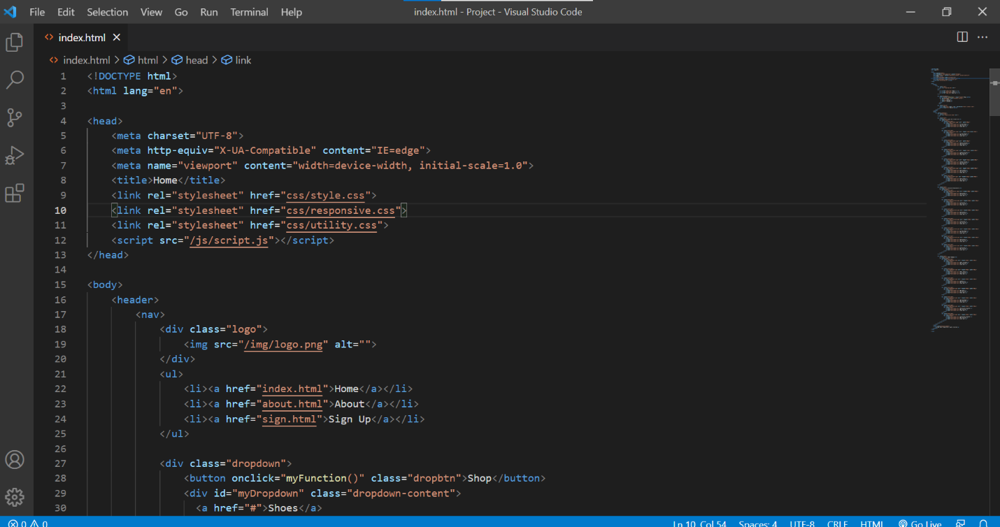 File Edit Selection View Go Run Terminal Help index.html - Project - Visual Studio Code
index.html
index.html > html > head > link
1 <!DOCTYPE html>
2 <html lang="en">
3
4 <head>
5 <meta charset="UTF-8">
6 <meta http-equiv="X-UA-Compatible" content="IE=edge">
7 <meta name="viewport" content="width=device-width, initial-scale=1.0">
8 <title>Home</title>
9 <link rel="stylesheet" href="css/style.css">
10 <link rel="stylesheet" href="css/responsive.css">
11 <link rel="stylesheet" href="css/utility.css">
12 <script src="/js/script.js"></script>
13 </head>
14
15 <body>
16 <header>
17 <nav>
18 <div class="logo">
19 <img src="/img/logo.png" alt="">
20 </div>
21 <ul>
22 <li><a href="index.html">Home</a></li>
23 <li><a href="about.html">About</a></li>
24 <li><a href="sign.html">Sign Up</a></li>
25 </ul>
26
27 <div class="dropdown">
28 <button onclick="myFunction()" class="dropbtn">Shop</button>
29 <div id="myDropdown" class="dropdown-content">
30 <a href="#">Shoes</a>
0 0 Ln 10, Col 54 Spaces: 4 UTF-8 CRLF HTML Go Live